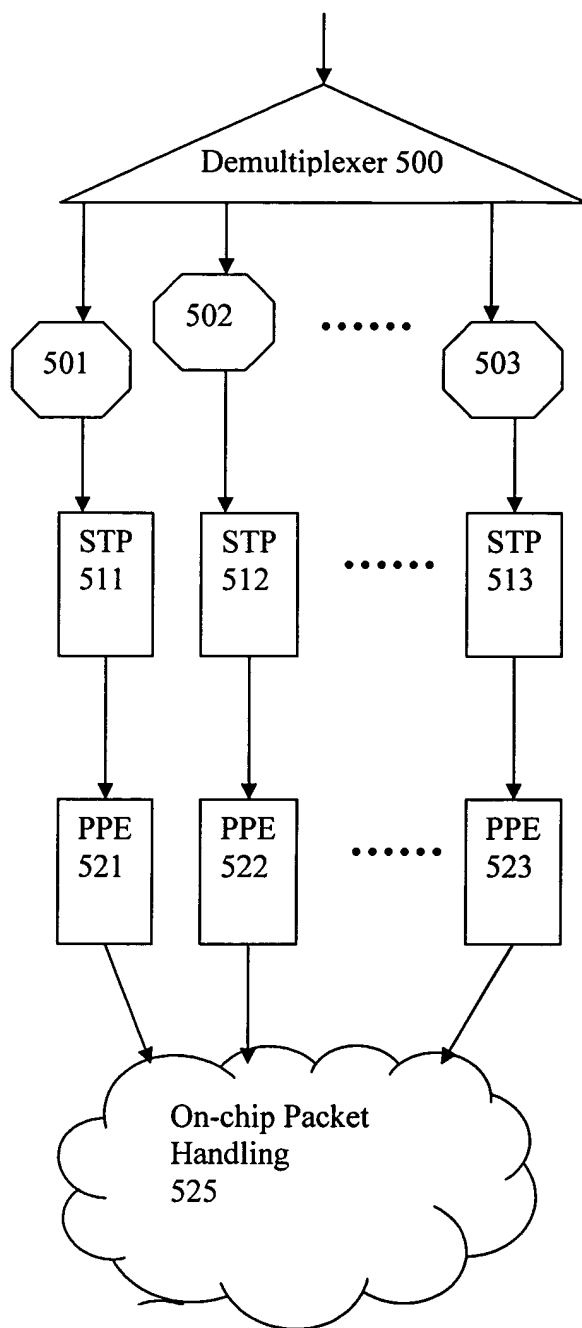 Demultiplexer 500
501
502
503
STP
511
STP
512
STP
513
PPE
521
PPE
522
PPE
523
On-chip Packet
Handling
525